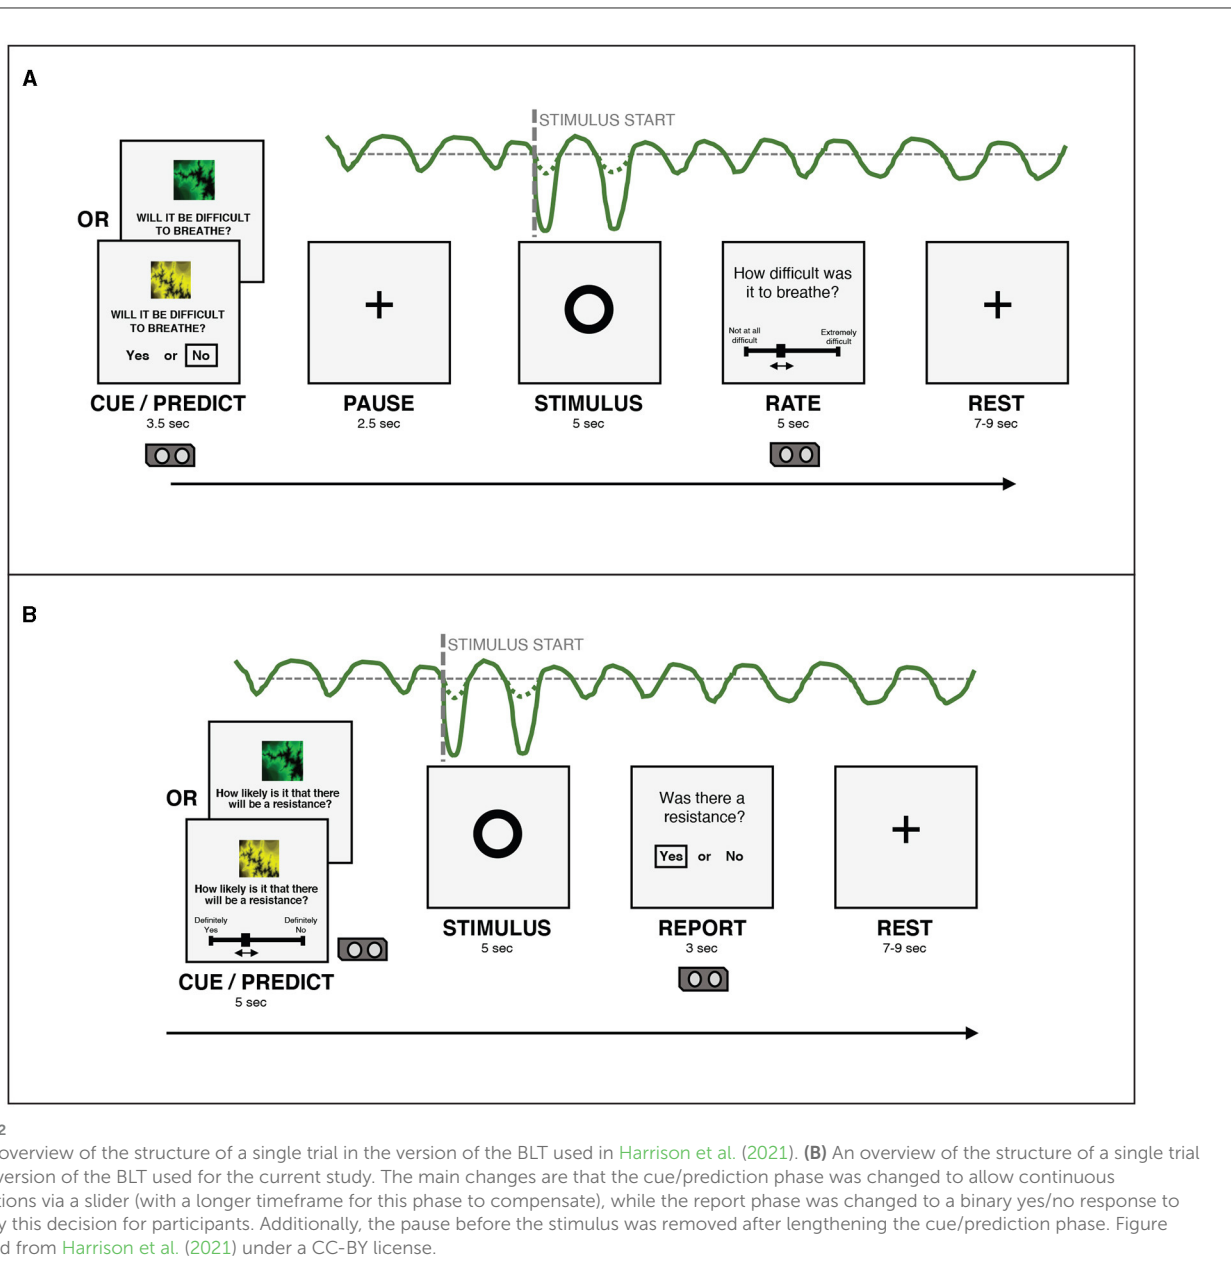 A
STIMULUS START
WILL IT BE DIFFICULT
TO BREATHE?
OR
WILL IT BE DIFFICULT
TO BREATHE?
Yes or No
CUE / PREDICT
3.5 sec
PAUSE
2.5 sec
STIMULUS
5 sec
How difficult was
it to breathe?
Not at all
difficult
Extremely
difficult
RATE
5 sec
REST
7-9 sec
B
STIMULUS START
How likely is it that there
will be a resistance?
OR
How likely is it that there
will be a resistance?
Definitely
Yes
Definitely
No
CUE / PREDICT
5 sec
STIMULUS
5 sec
Was there a
resistance?
Yes or No
REPORT
3 sec
REST
7-9 sec
2
overview of the structure of a single trial in the version of the BLT used in Harrison et al. (2021). (B) An overview of the structure of a single trial
version of the BLT used for the current study. The main changes are that the cue/prediction phase was changed to allow continuous
tions via a slider (with a longer timeframe for this phase to compensate), while the report phase was changed to a binary yes/no response to
y this decision for participants. Additionally, the pause before the stimulus was removed after lengthening the cue/prediction phase. Figure
d from Harrison et al. (2021) under a CC-BY license.